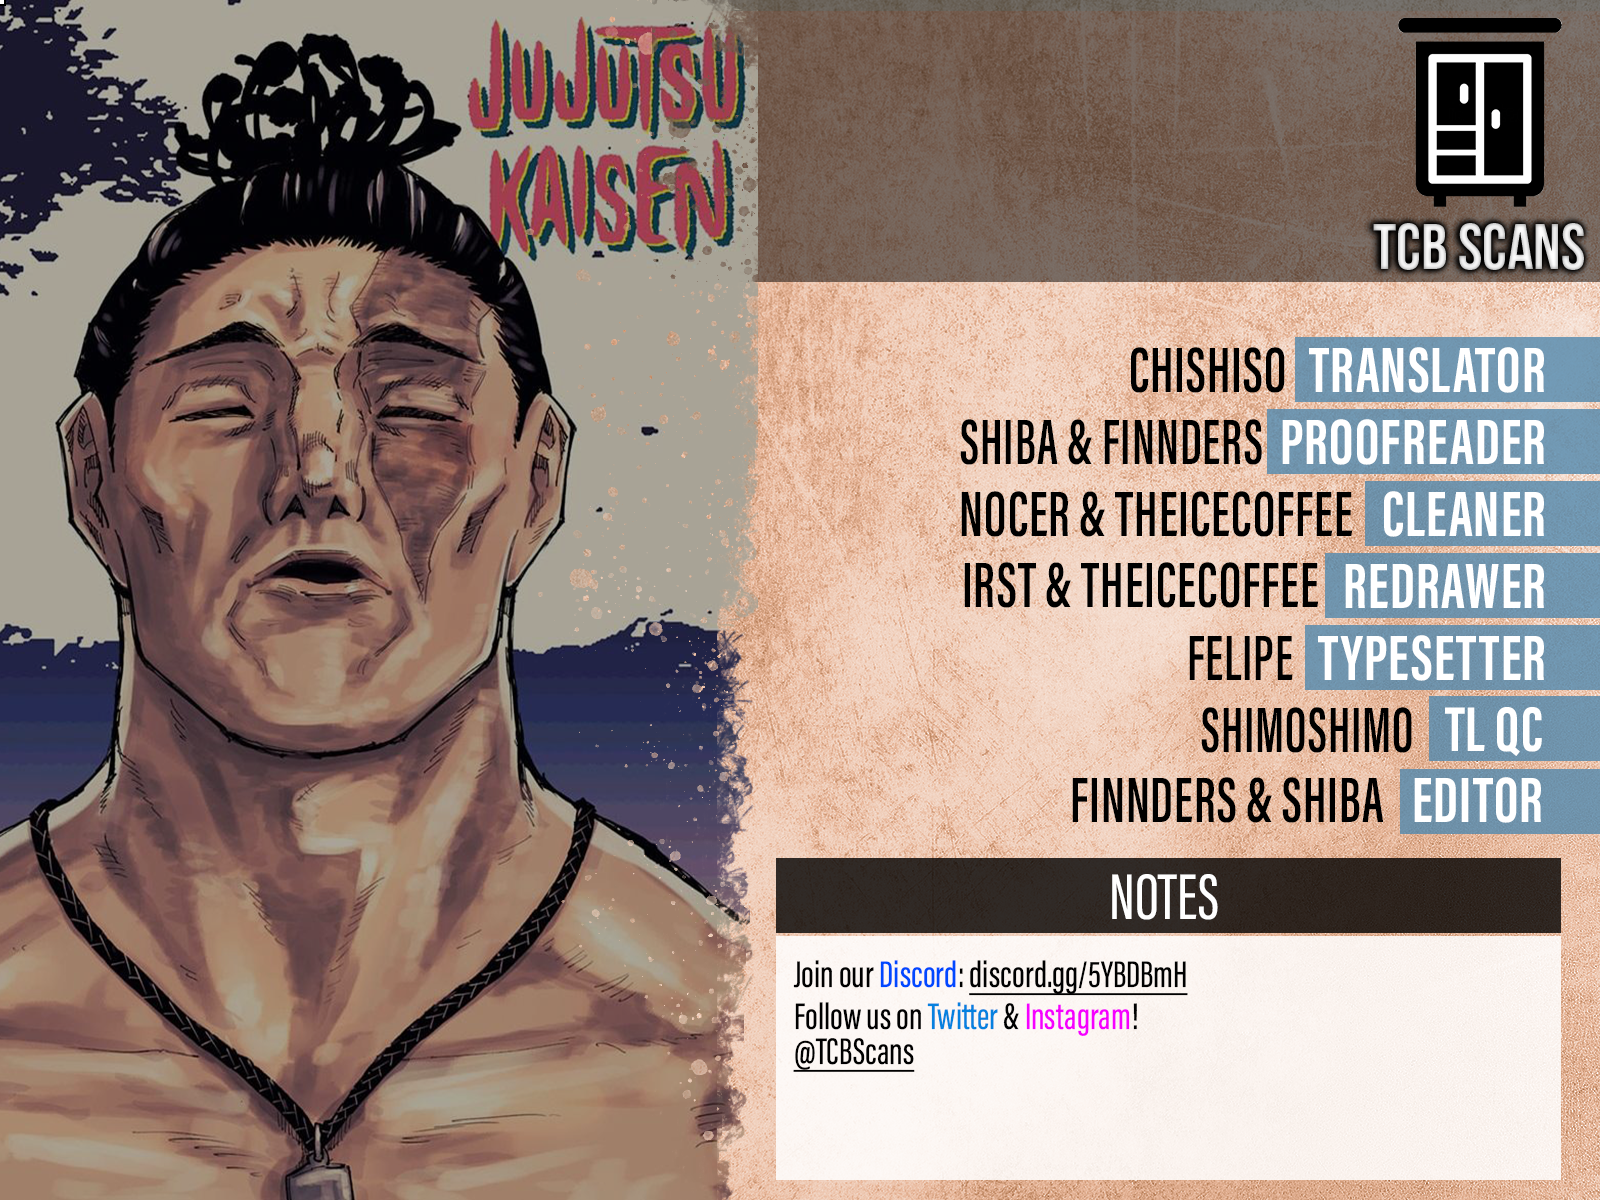 JUJUTSU
KAISEN
TCB SCANS
CHISHISO TRANSLATOR
SHIBA & FINNDERS PROOFREADER
NOCER & THEICECOFFEE CLEANER
IRST & THEICECOFFEE REDRAWER
FELIPE TYPESETTER
SHIMOSHIMO TL QC
FINNDERS & SHIBA EDITOR
NOTES
Join our Discord: discord.gg/5YBDBmH
Follow us on Twitter & Instagram!
@TCBScans